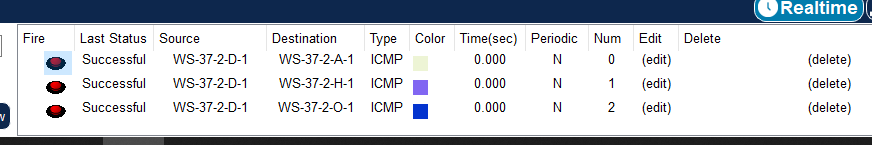 Realtime
Fire Last Status Source Destination Type Color Time(sec) Periodic Num Edit Delete
Successful WS-37-2-D-1 WS-37-2-A-1 ICMP 0.000 N 0 (edit) (delete)
Successful WS-37-2-D-1 WS-37-2-H-1 ICMP 0.000 N 1 (edit) (delete)
Successful WS-37-2-D-1 WS-37-2-O-1 ICMP 0.000 N 2 (edit) (delete)
w